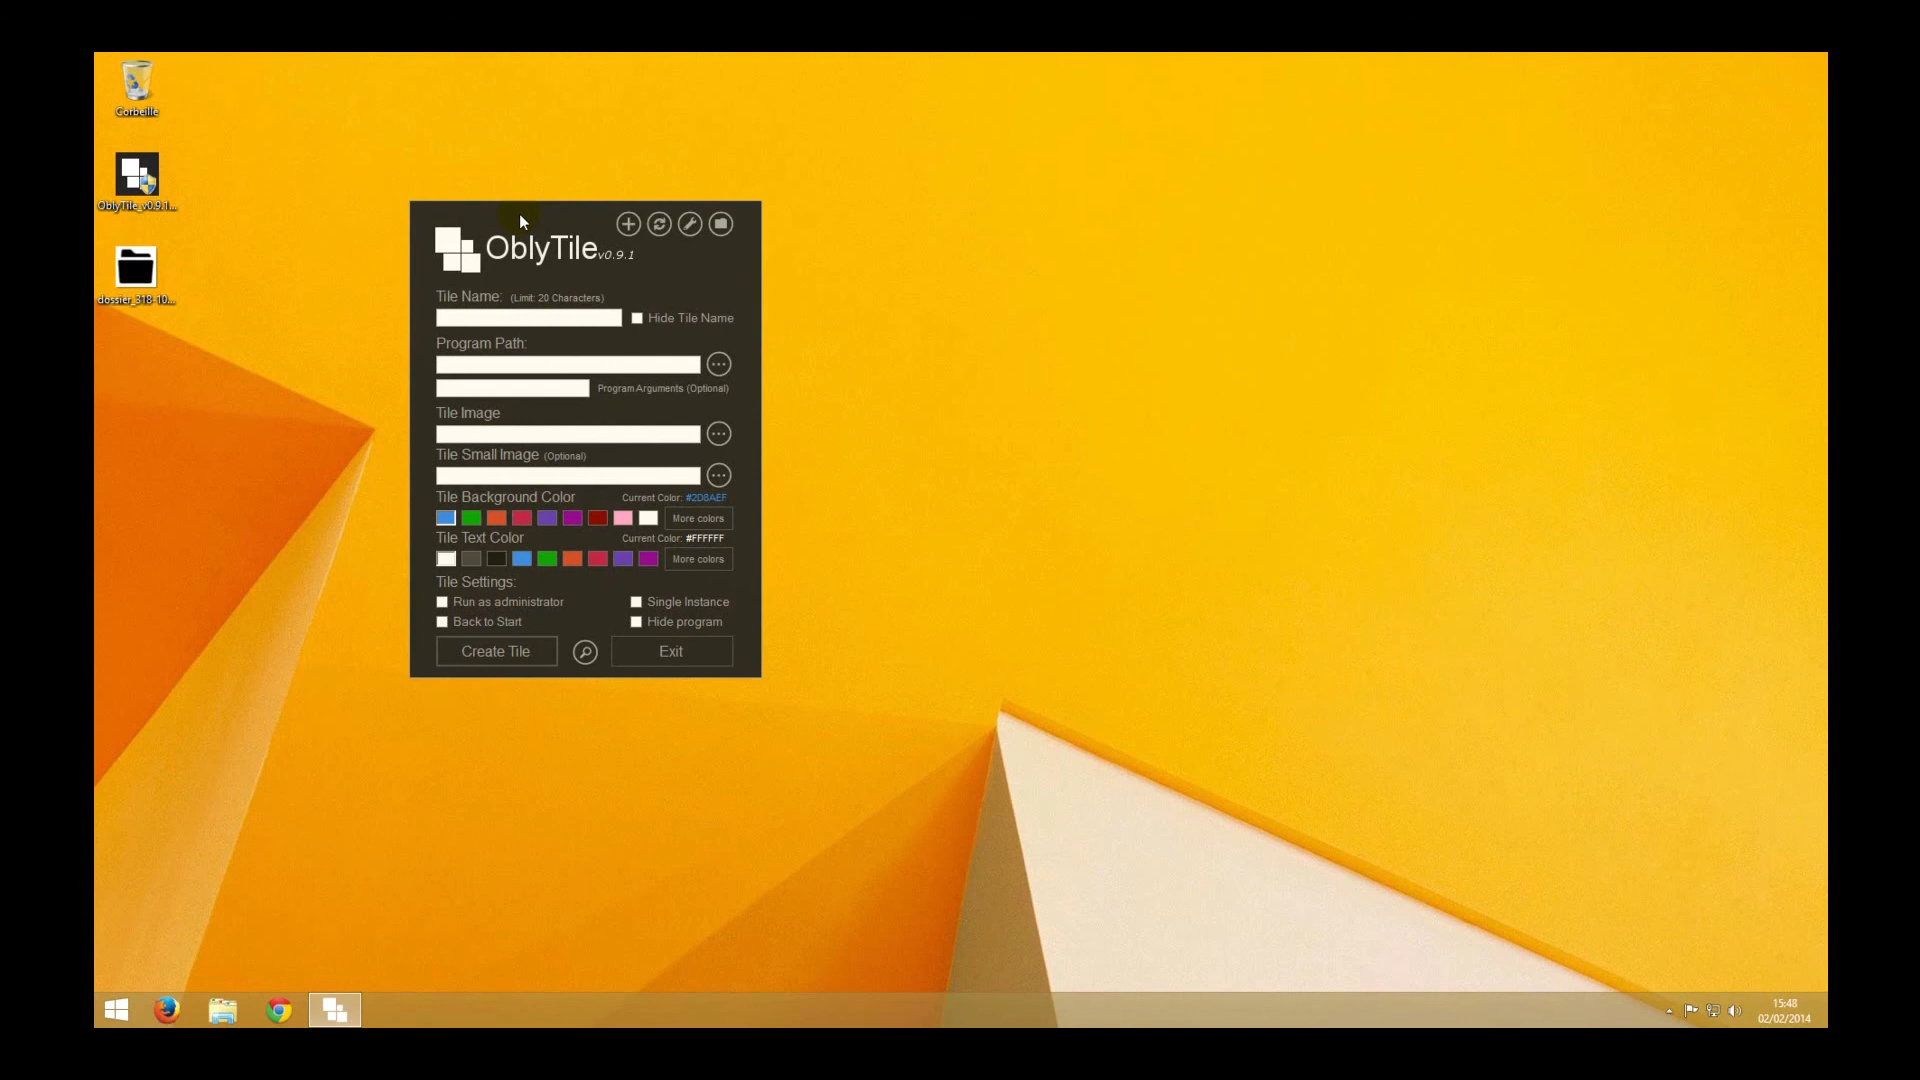 Corbeille
OblyTile_v0.9.1...
dossier_318-10...
OblyTile v0.9.1
Tile Name: (Limit: 20 Characters)
Hide Tile Name
Program Path:
Program Arguments (Optional)
Tile Image
Tile Small Image (Optional)
Tile Background Color Current Color: #2D8AEF
More colors
Tile Text Color Current Color: #FFFFFF
More colors
Tile Settings:
Run as administrator Single Instance
Back to Start Hide program
Create Tile Exit
15:48
02/02/2014